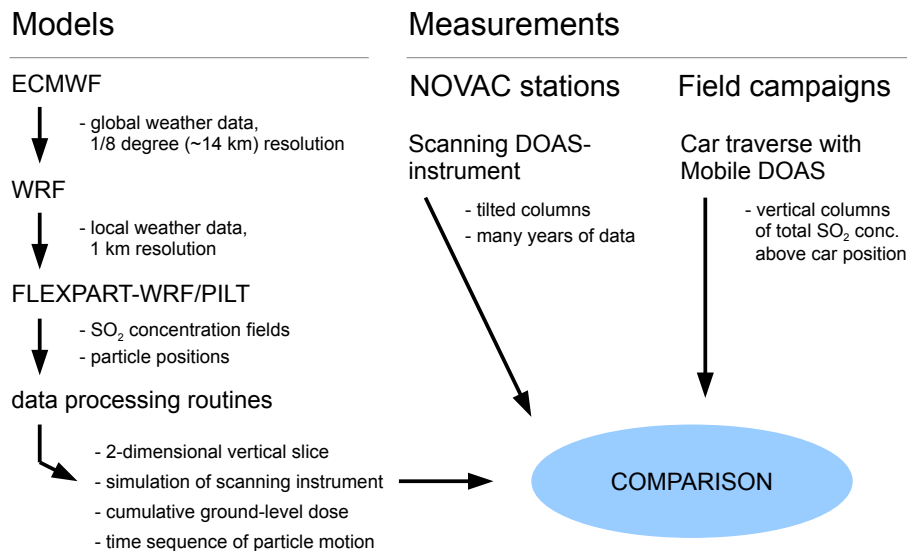 Models
ECMWF
- global weather data,
1/8 degree (~14 km) resolution
WRF
- local weather data,
1 km resolution
FLEXPART-WRF/PILT
- SO₂ concentration fields
- particle positions
data processing routines
- 2-dimensional vertical slice
- simulation of scanning instrument
- cumulative ground-level dose
- time sequence of particle motion
Measurements
NOVAC stations
Scanning DOAS-
instrument
- tilted columns
- many years of data
Field campaigns
Car traverse with
Mobile DOAS
- vertical columns
of total SO₂ conc.
above car position
COMPARISON